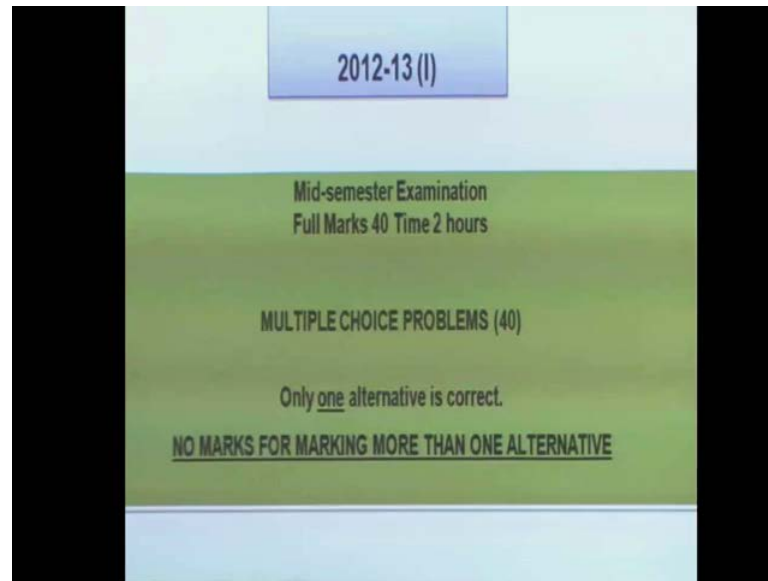 2012-13 (I)
Mid-semester Examination
Full Marks 40 Time 2 hours
MULTIPLE CHOICE PROBLEMS (40)
Only one alternative is correct.
NO MARKS FOR MARKING MORE THAN ONE ALTERNATIVE